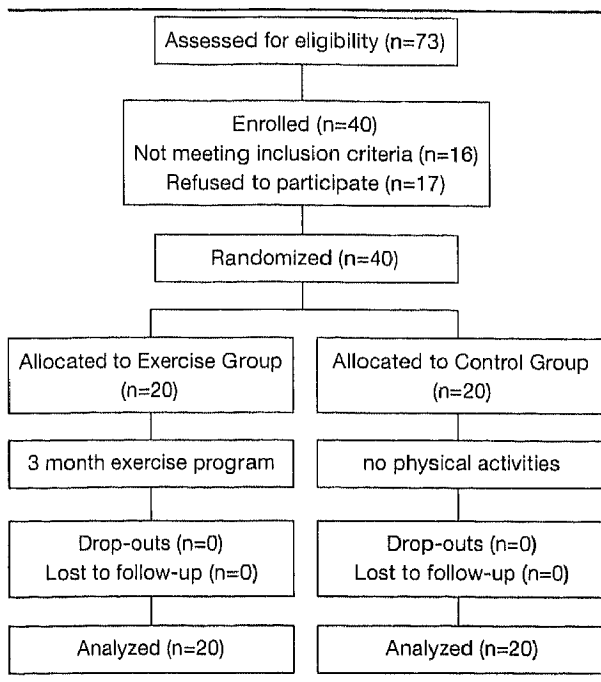 Assessed for eligibility (n=73)
Enrolled (n=40)
Not meeting inclusion criteria (n=16)
Refused to participate (n=17)
Randomized (n=40)
Allocated to Exercise Group
(n=20)
Allocated to Control Group
(n=20)
3 month exercise program
no physical activities
Drop-outs (n=0)
Lost to follow-up (n=0)
Drop-outs (n=0)
Lost to follow-up (n=0)
Analyzed (n=20)
Analyzed (n=20)